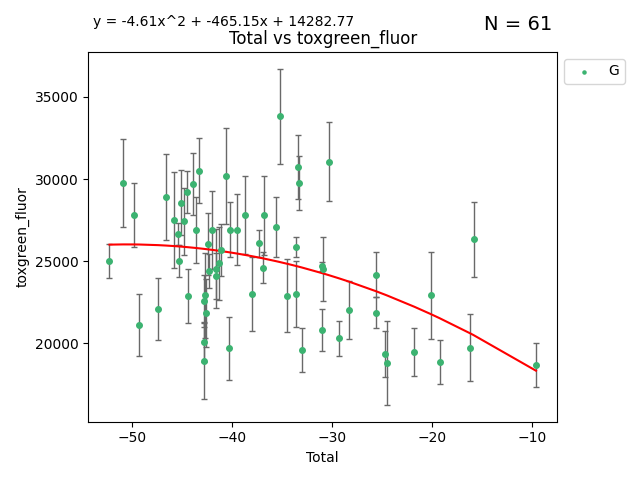 y = -4.61x^2 + -465.15x + 14282.77
N = 61
Total vs toxgreen_fluor
G
35000
30000
25000
20000
toxgreen_fluor
−50
−40
−30
−20
−10
Total